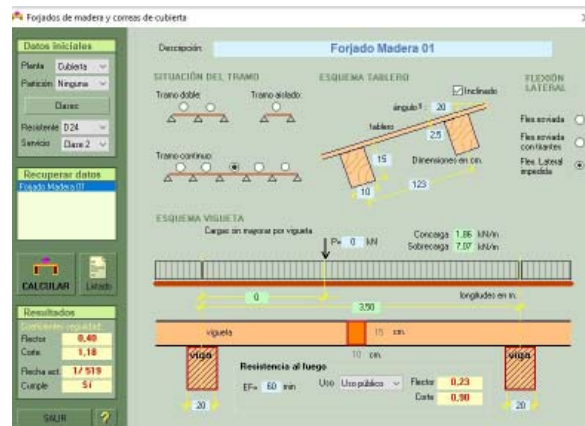 Forjados de madera y correas de cubierta
Datos iniciales
Planta Cubierta
Partición Ninguna
Resistente D24
Servicio Clase 2
Recuperar datos
Forjado Madera 01
CALCULAR
Listado
Resultados
Coeficientes seguridad
Flector 0,40
Corte 1,18
Flecha act. 1/ 519
Cumple Sí
SALIR ?
Descripción: Forjado Madera 01
SITUACIÓN DEL TRAMO
Tramo doble:
Tramo aislado:
Tramo continuo:
ESQUEMA TABLERO
Inclinado
ángulo º: 20
tablero
2,5
15
Dimensiones en cm.
10
123
FLEXIÓN
LATERAL
Flex esviada
Flex esviada
con tirantes
Flex. Lateral
impedida
ESQUEMA VIGUETA
Cargas sin mayorar por vigueta
P= 0 kN
Concarga 1,86 kN/m
Sobrecarga 7,07 kN/m
0
longitudes en m.
3,50
vigueta
15 cm.
10 cm.
viga
viga
Resistencia al fuego
EF= 60 min
Uso Uso público
Flector 0,23
Corte 0,90
20
20